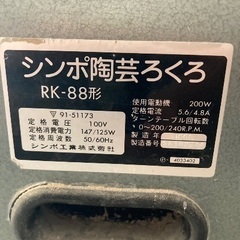 シンポ陶芸ろくろ
RK-88形
▽ 91-51173
定格電圧 100V
定格消費電力 147/125W
定格周波数 50/60Hz
シンポ工業株式会社
使用電動機 200W
定格電流 5.6/4.8A
ターンテーブル回転数
0~200/240R.P.M.
製造年
製造番号